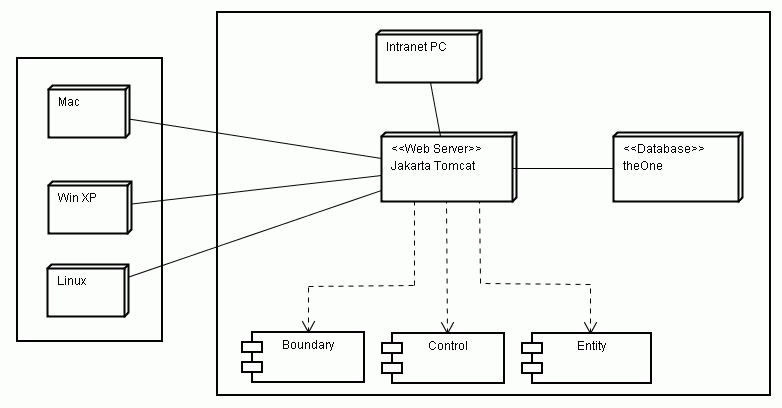 Intranet PC
Mac
<<Web Server>>
Jakarta Tomcat
<<Database>>
theOne
Win XP
Linux
Boundary
Control
Entity